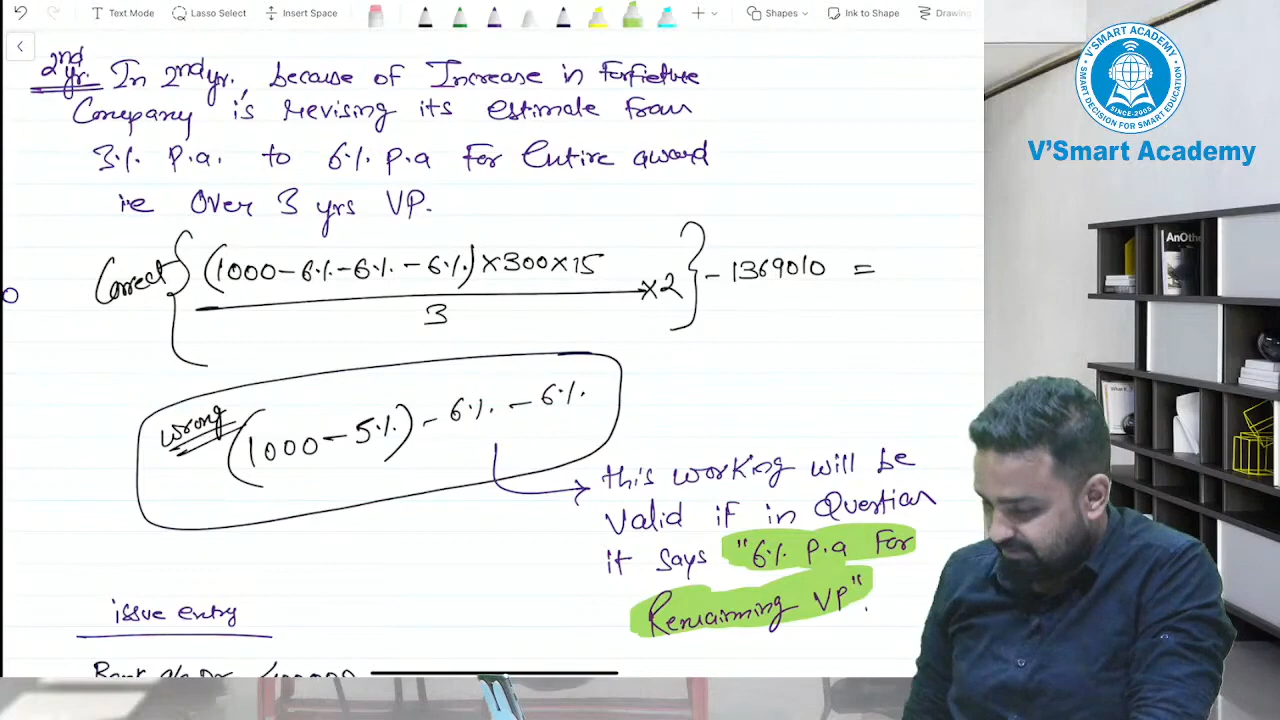 Text Mode Lasso Select Insert Space Shapes Ink to Shape Drawing
V'SMART ACADEMY
SINCE-2005
SMART DECISION FOR SMART EDUCATION
V'Smart Academy
2nd yr. In 2nd yr, because of Increase in Forfieture
Company is revising its estimate from
3% p.a. to 6% p.a For Entire award
ie Over 3 yrs VP.
Correct { (1000-6%-6%-6%)×300×15
3
×2 } - 1369010 =
Wrong (1000-5%)-6%-6%
this working will be
Valid if in Question
it says "6% p.a For
Remainming VP".
issue entry
AnOthe